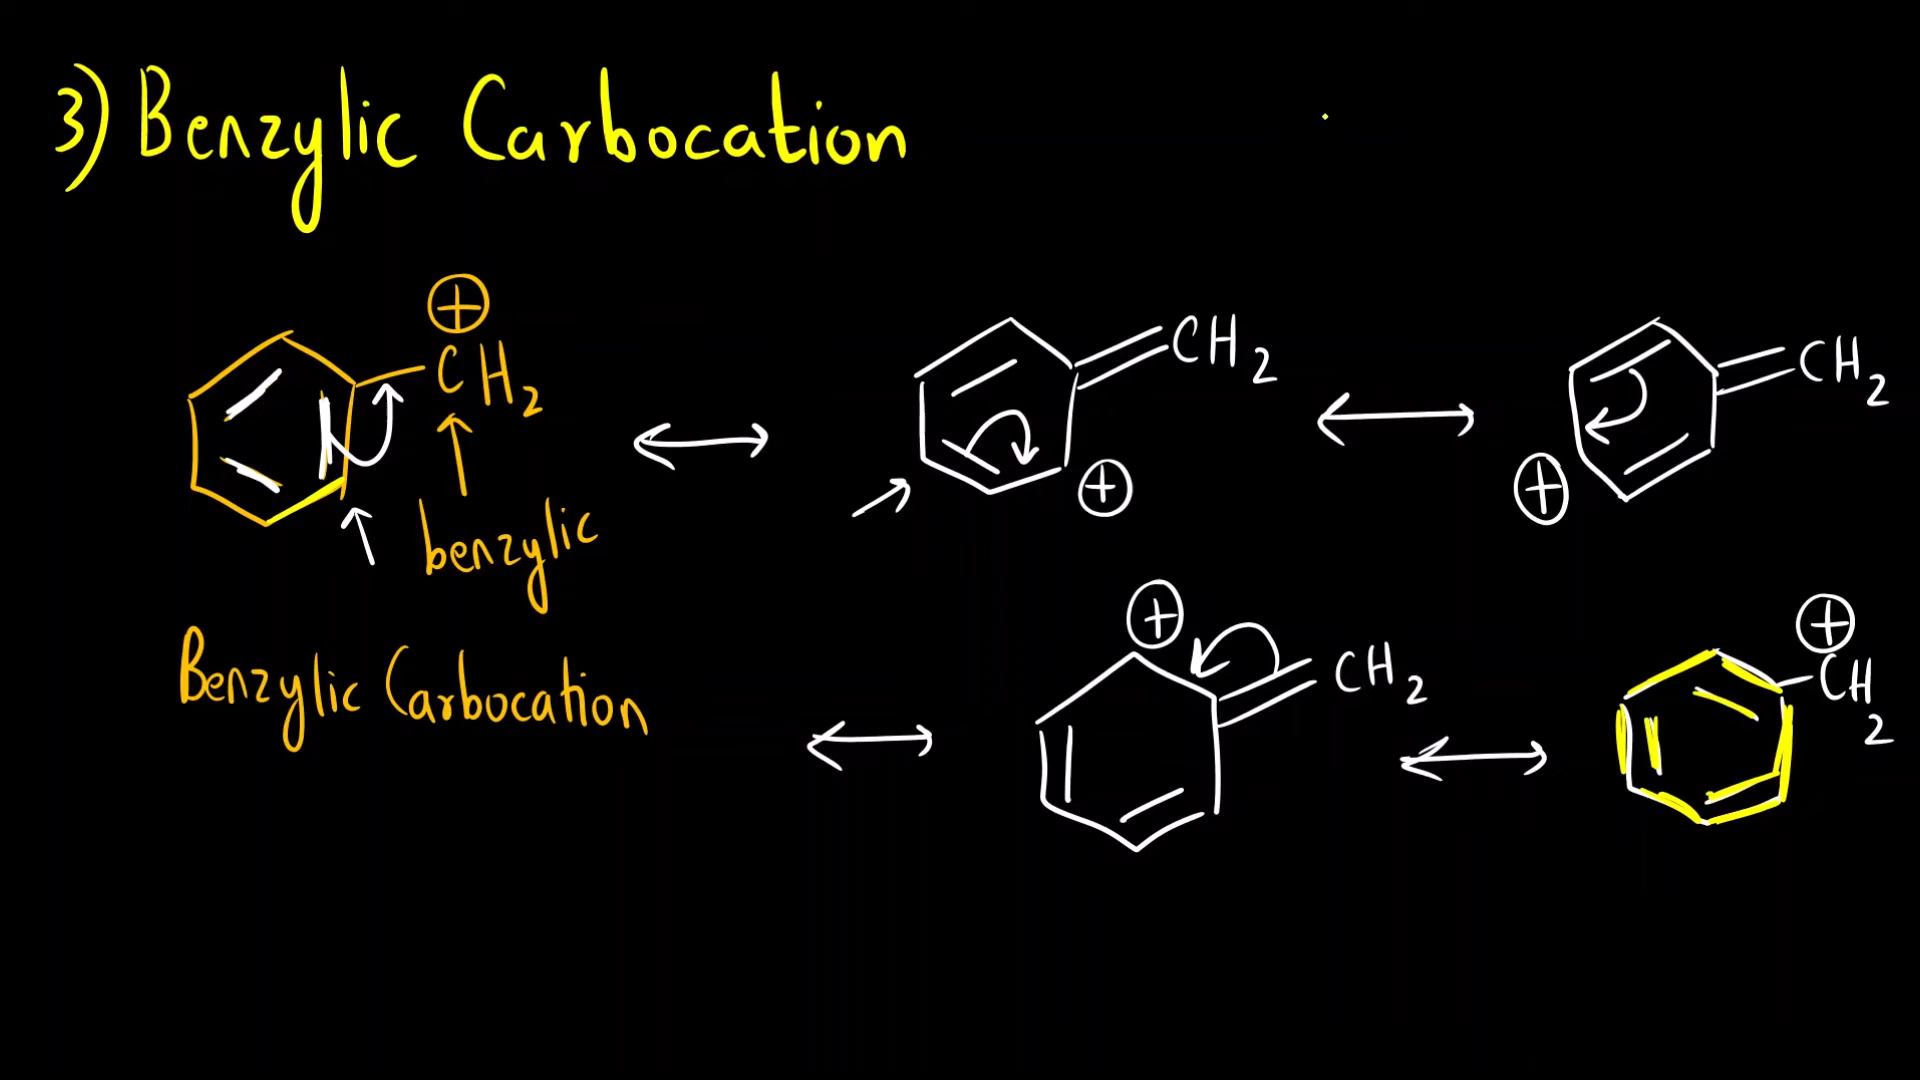 3) Benzylic Carbocation
⊕
CH2
CH2
CH2
⊕
⊕
benzylic
⊕
CH2
⊕
CH2
Benzylic Carbocation